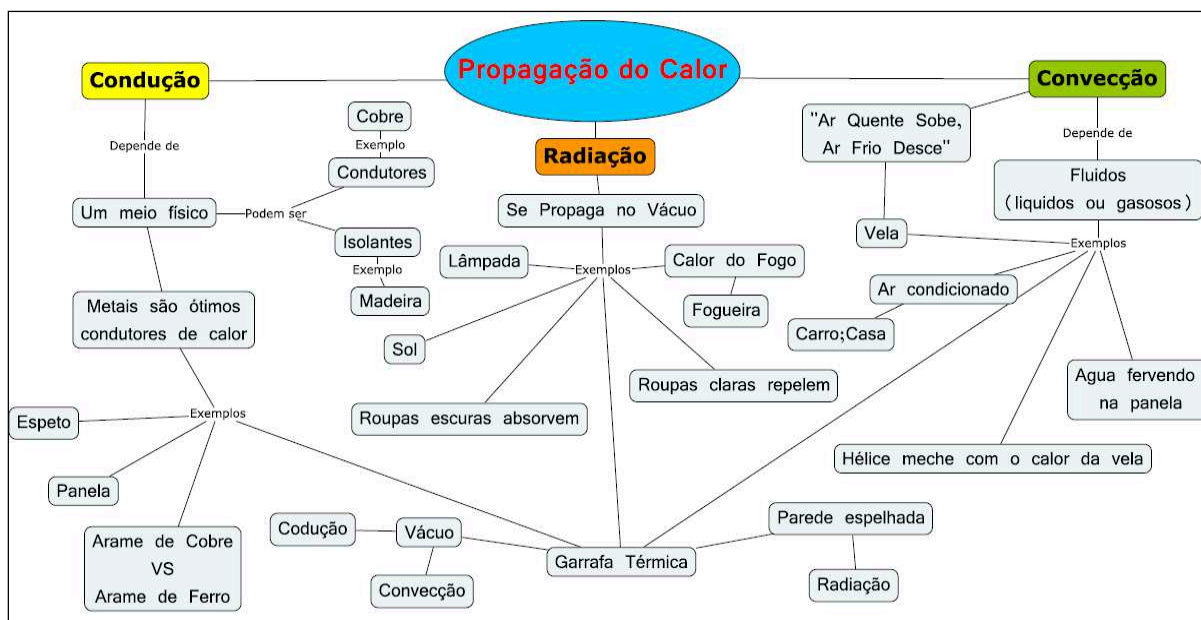 Propagação do Calor
Condução
Depende de
Um meio físico
Podem ser
Cobre
Exemplo
Condutores
Isolantes
Exemplo
Madeira
Metais são ótimos
condutores de calor
Exemplos
Espeto
Panela
Arame de Cobre
VS
Arame de Ferro
Radiação
Se Propaga no Vácuo
Exemplos
Lâmpada
Calor do Fogo
Fogueira
Sol
Roupas claras repelem
Roupas escuras absorvem
Convecção
"Ar Quente Sobe,
Ar Frio Desce"
Depende de
Fluidos
(liquidos ou gasosos)
Vela
Exemplos
Ar condicionado
Carro;Casa
Agua fervendo
na panela
Hélice meche com o calor da vela
Garrafa Térmica
Vácuo
Codução
Convecção
Parede espelhada
Radiação